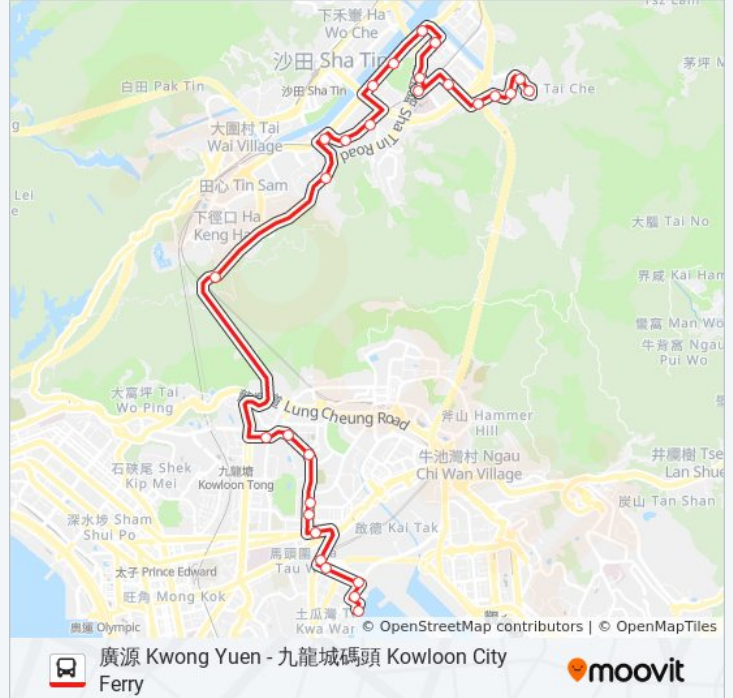 下禾輋 Ha
Wo Che
沙田 Sha Tin
沙田 Sha Tin
白田 Pak Tin
茅坪 M
Tai Che
Sha Tin Road
大圍村 Tai
Wai Village
田心 Tin Sam
下徑口 Ha
Keng Ha
Lei
e
g
大腦 Tai No
界咸 Kai Ham
蠻窩 Man Wo
牛背窩 Ngau
Pui Wo
大窩坪 Tai
Wo Ping
Lung Cheung Road
斧山 Hammer
Hill
牛池灣村 Ngau
Chi Wan Village
井欄樹 Tse
Lan Shue
石硤尾 Shek
Kip Mei
九龍塘
Kowloon Tong
炭山 Tan Shan
深水埗 Sham
Shui Po
啟德 Kai Tak
馬頭圍
Tau W
太子 Prince Edward
旺角 Mong Kok
土瓜灣 T
Kwa War
奧運 Olympic
觀
© OpenStreetMap contributors | © OpenMapTiles
廣源 Kwong Yuen - 九龍城碼頭 Kowloon City
Ferry
moovit